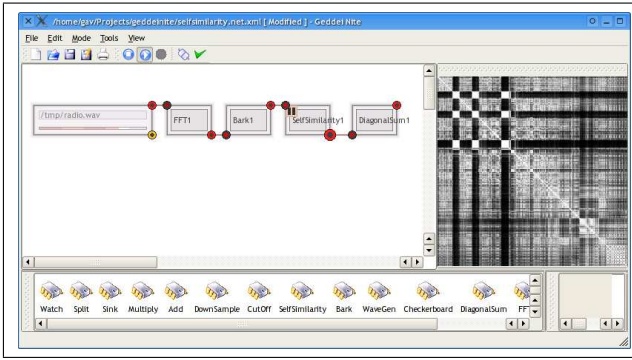 /home/gav/Projects/geddeinite/selfsimilarity.net.xml [ Modified ] - Geddei Nite
File Edit Mode Tools View
/tmp/radio.wav
FFT1
Bark1
SelfSimilarity1
DiagonalSum1
Watch Split Sink Multiply Add DownSample CutOff SelfSimilarity Bark WaveGen Checkerboard DiagonalSum FFT